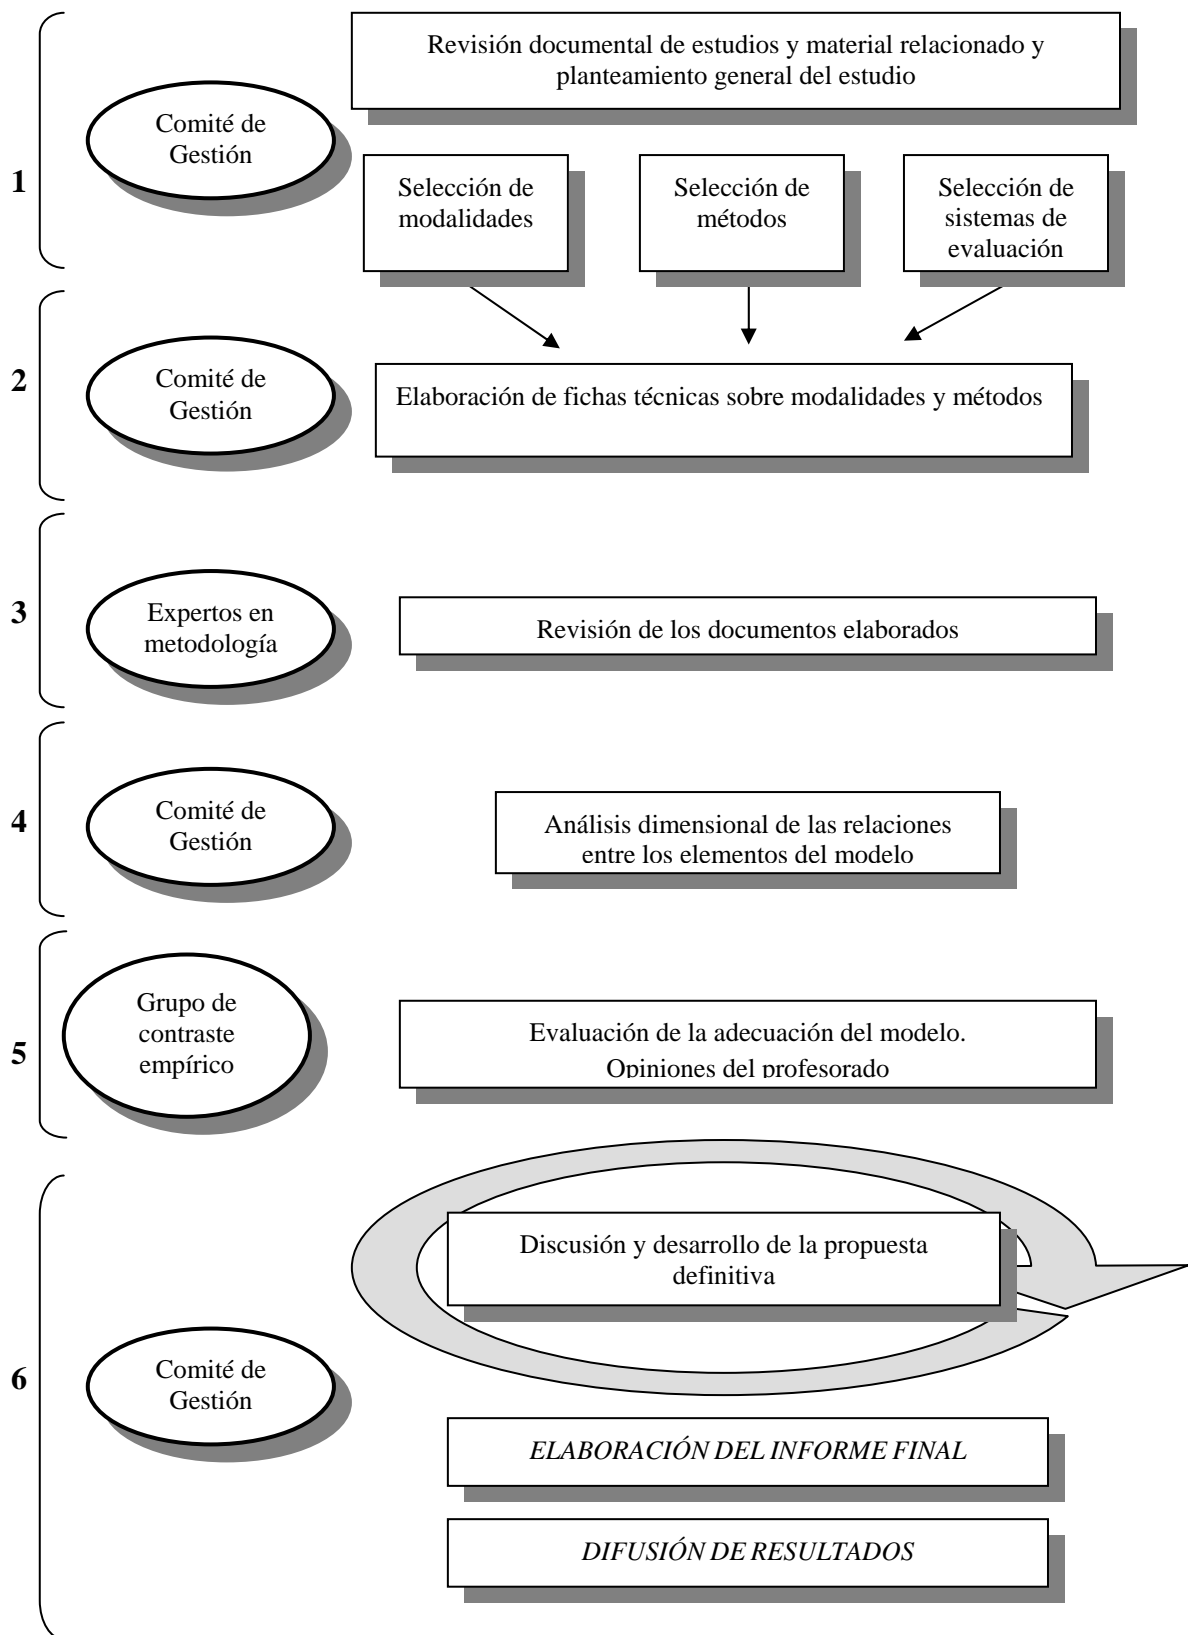 1
Comité de
Gestión
Revisión documental de estudios y material relacionado y
planteamiento general del estudio
Selección de
modalidades
Selección de
métodos
Selección de
sistemas de
evaluación
2
Comité de
Gestión
Elaboración de fichas técnicas sobre modalidades y métodos
3
Expertos en
metodología
Revisión de los documentos elaborados
4
Comité de
Gestión
Análisis dimensional de las relaciones
entre los elementos del modelo
5
Grupo de
contraste
empírico
Evaluación de la adecuación del modelo.
Opiniones del profesorado
6
Comité de
Gestión
Discusión y desarrollo de la propuesta
definitiva
ELABORACIÓN DEL INFORME FINAL
DIFUSIÓN DE RESULTADOS